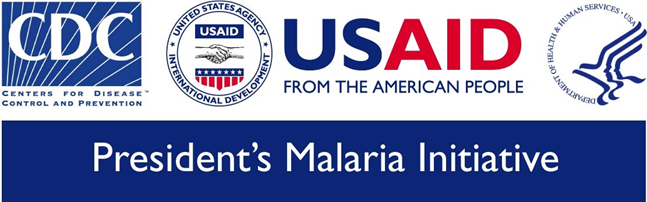 CDC
CENTERS FOR DISEASE™
CONTROL AND PREVENTION
UNITED STATES AGENCY
USAID
INTERNATIONAL DEVELOPMENT
USAID
FROM THE AMERICAN PEOPLE
DEPARTMENT OF HEALTH & HUMAN SERVICES • USA
President's Malaria Initiative